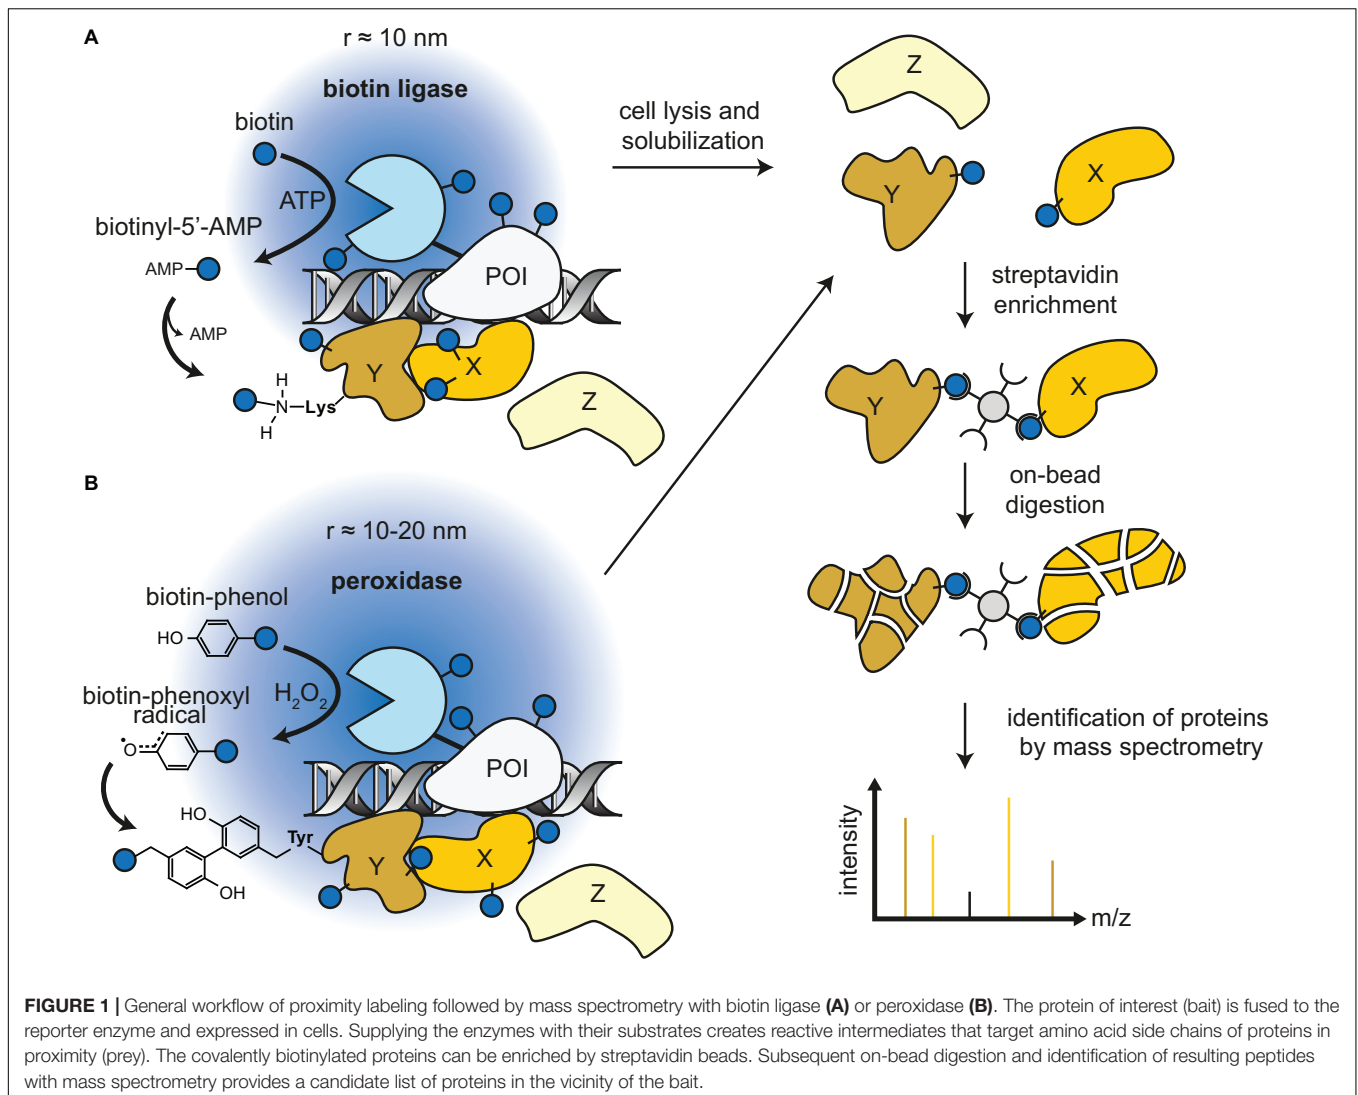 A
r ≈ 10 nm
biotin ligase
biotin
ATP
biotinyl-5'-AMP
AMP
AMP
H
N
Lys
H
POI
Y
X
Z
cell lysis and
solubilization
Z
Y
X
streptavidin
enrichment
Y
X
on-bead
digestion
identification of proteins
by mass spectrometry
intensity
m/z
B
r ≈ 10-20 nm
peroxidase
biotin-phenol
HO
H₂O₂
biotin-phenoxyl
radical
O
HO
Tyr
OH
POI
Y
X
Z
FIGURE 1 | General workflow of proximity labeling followed by mass spectrometry with biotin ligase (A) or peroxidase (B). The protein of interest (bait) is fused to the
reporter enzyme and expressed in cells. Supplying the enzymes with their substrates creates reactive intermediates that target amino acid side chains of proteins in
proximity (prey). The covalently biotinylated proteins can be enriched by streptavidin beads. Subsequent on-bead digestion and identification of resulting peptides
with mass spectrometry provides a candidate list of proteins in the vicinity of the bait.